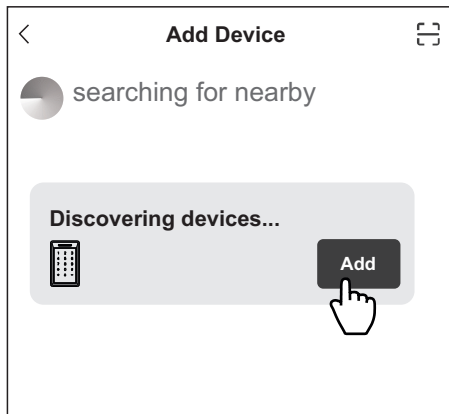 Add Device
searching for nearby
Discovering devices...
Add